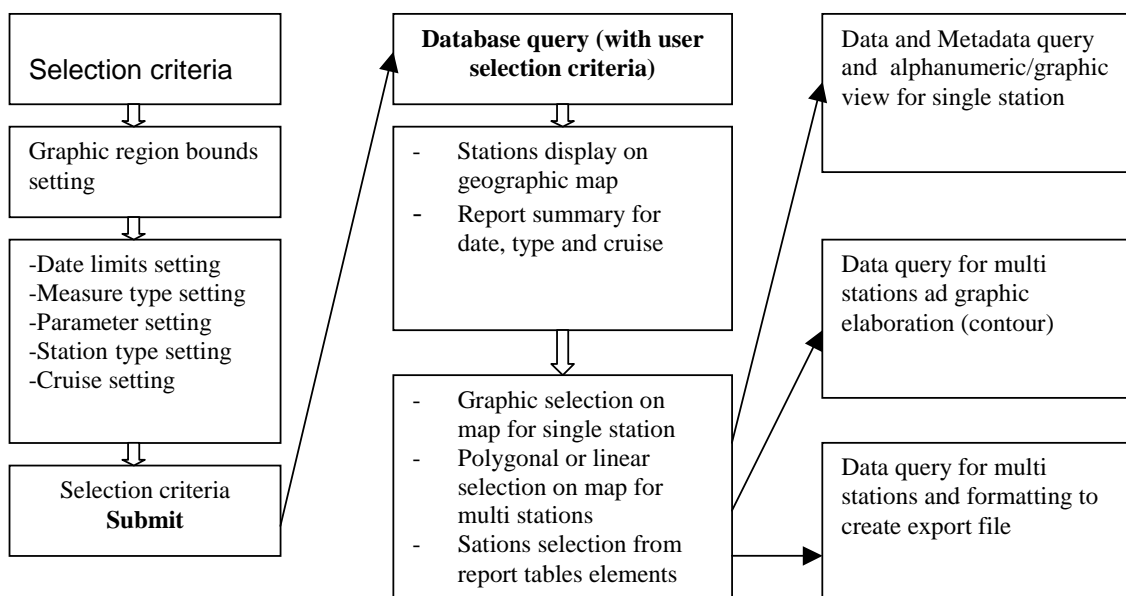 Selection criteria
Graphic region bounds
setting
-Date limits setting
-Measure type setting
-Parameter setting
-Station type setting
-Cruise setting
Selection criteria
Submit
Database query (with user
selection criteria)
- Stations display on
geographic map
- Report summary for
date, type and cruise
- Graphic selection on
map for single station
- Polygonal or linear
selection on map for
multi stations
- Sations selection from
report tables elements
Data and Metadata query
and alphanumeric/graphic
view for single station
Data query for multi
stations ad graphic
elaboration (contour)
Data query for multi
stations and formatting to
create export file